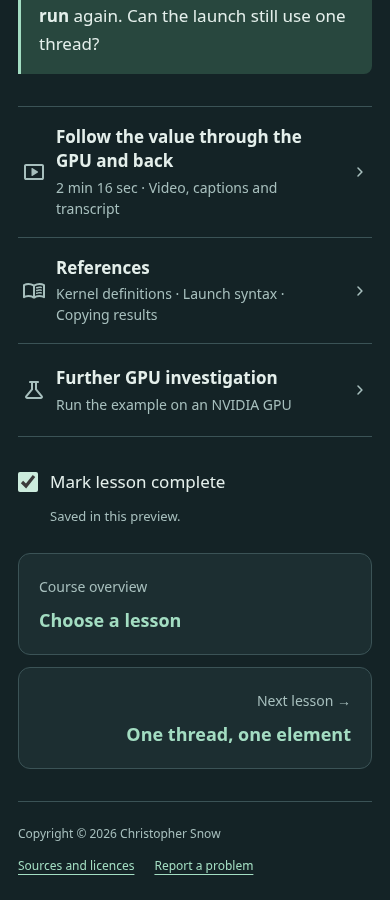 run again. Can the launch still use one
thread?
Follow the value through the
GPU and back
2 min 16 sec · Video, captions and
transcript
References
Kernel definitions · Launch syntax ·
Copying results
Further GPU investigation
Run the example on an NVIDIA GPU
Mark lesson complete
Saved in this preview.
Course overview
Choose a lesson
Next lesson →
One thread, one element
Copyright © 2026 Christopher Snow
Sources and licences Report a problem